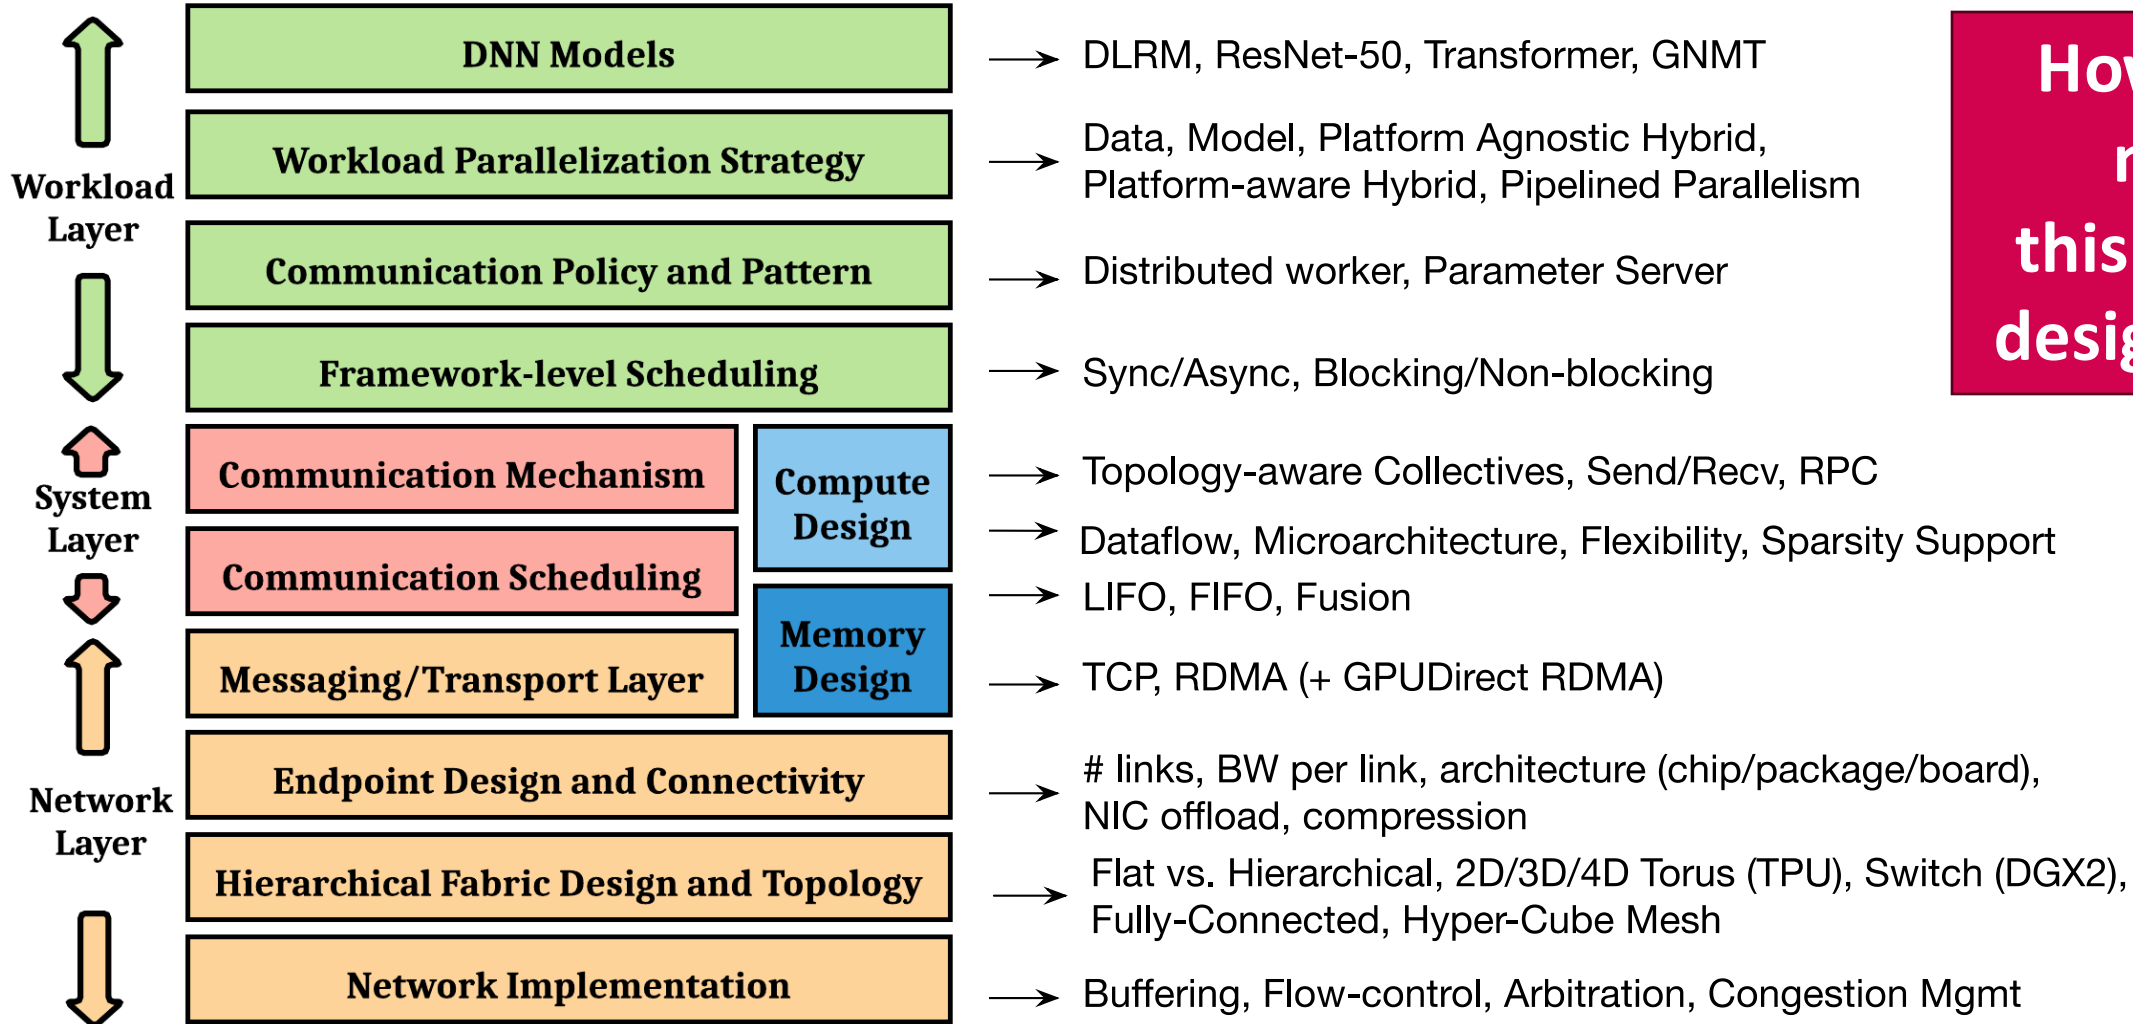 DNN Models
DLRM, ResNet-50, Transformer, GNMT
Workload Parallelization Strategy
Data, Model, Platform Agnostic Hybrid,
Platform-aware Hybrid, Pipelined Parallelism
Workload
Layer
Communication Policy and Pattern
Distributed worker, Parameter Server
Framework-level Scheduling
Sync/Async, Blocking/Non-blocking
System
Layer
Communication Mechanism
Topology-aware Collectives, Send/Recv, RPC
Compute
Design
Dataflow, Microarchitecture, Flexibility, Sparsity Support
Communication Scheduling
LIFO, FIFO, Fusion
Memory
Design
Messaging/Transport Layer
TCP, RDMA (+ GPUDirect RDMA)
Network
Layer
Endpoint Design and Connectivity
# links, BW per link, architecture (chip/package/board),
NIC offload, compression
Hierarchical Fabric Design and Topology
Flat vs. Hierarchical, 2D/3D/4D Torus (TPU), Switch (DGX2),
Fully-Connected, Hyper-Cube Mesh
Network Implementation
Buffering, Flow-control, Arbitration, Congestion Mgmt
this